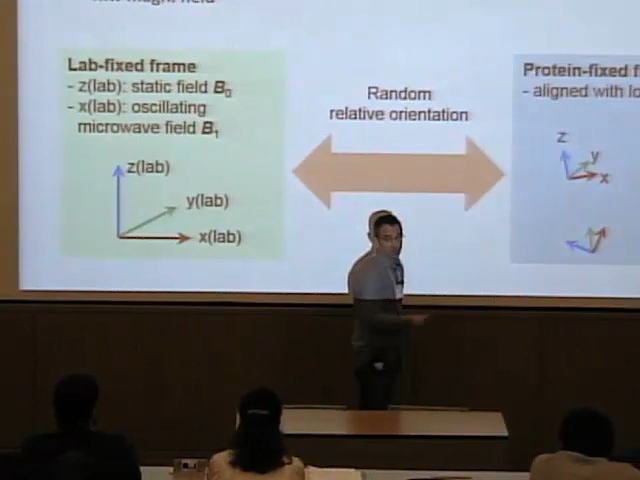 Lab-fixed frame
- z(lab): static field B0
- x(lab): oscillating
microwave field B1
z(lab)
y(lab)
x(lab)
Random
relative orientation
Protein-fixed
- aligned with
z
y
x